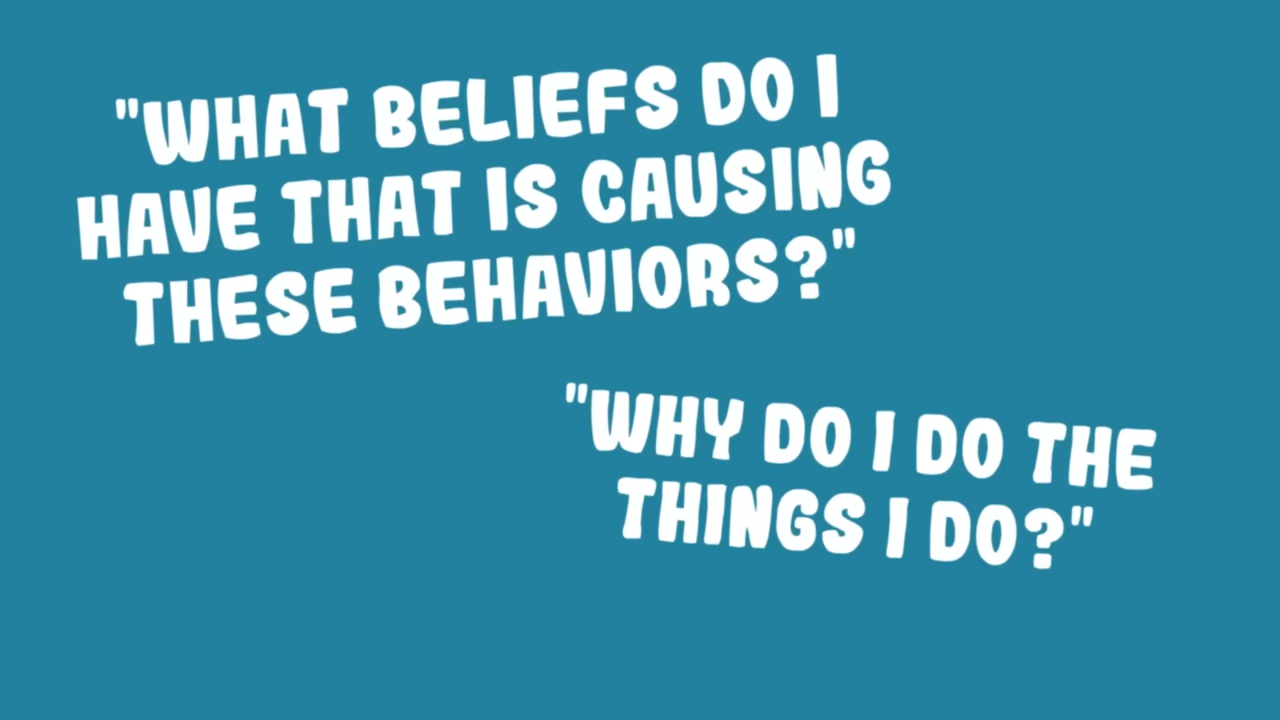 "WHAT BELIEFS DO I
HAVE THAT IS CAUSING
THESE BEHAVIORS?"
"WHY DO I DO THE
THINGS I DO?"